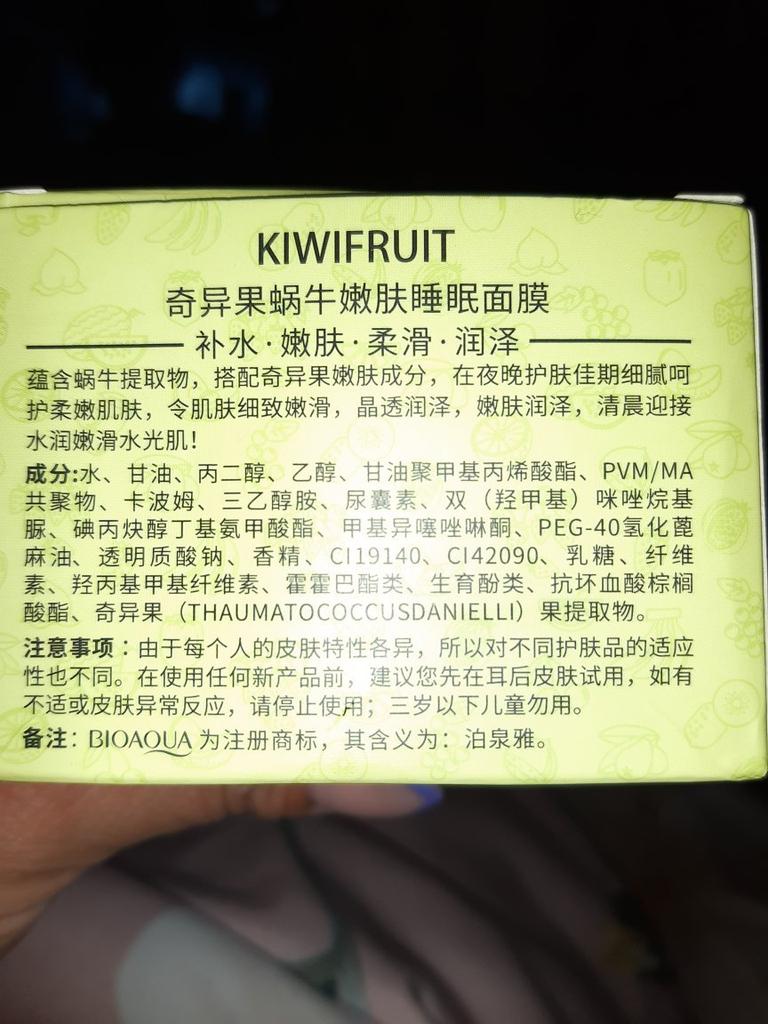 KIWIFRUIT
奇异果蜗牛嫩肤睡眠面膜
补水·嫩肤·柔滑·润泽
蕴含蜗牛提取物，搭配奇异果嫩肤成分，在夜晚护肤佳期细腻呵
护柔嫩肌肤，令肌肤细致嫩滑，晶透润泽，嫩肤润泽，清晨迎接
水润嫩滑水光肌！
成分:水、甘油、丙二醇、乙醇、甘油聚甲基丙烯酸酯、PVM/MA
共聚物、卡波姆、三乙醇胺、尿囊素、双（羟甲基）咪唑烷基
脲、碘丙炔醇丁基氨甲酸酯、甲基异噻唑啉酮、PEG-40氢化蓖
麻油、透明质酸钠、香精、CI19140、CI42090、乳糖、纤维
素、羟丙基甲基纤维素、霍霍巴酯类、生育酚类、抗坏血酸棕榈
酸酯、奇异果（THAUMATOCOCCUSDANIELLI）果提取物。
注意事项：由于每个人的皮肤特性各异，所以对不同护肤品的适应
性也不同。在使用任何新产品前，建议您先在耳后皮肤试用，如有
不适或皮肤异常反应，请停止使用；三岁以下儿童勿用。
备注：BIOAQUA 为注册商标，其含义为：泊泉雅。